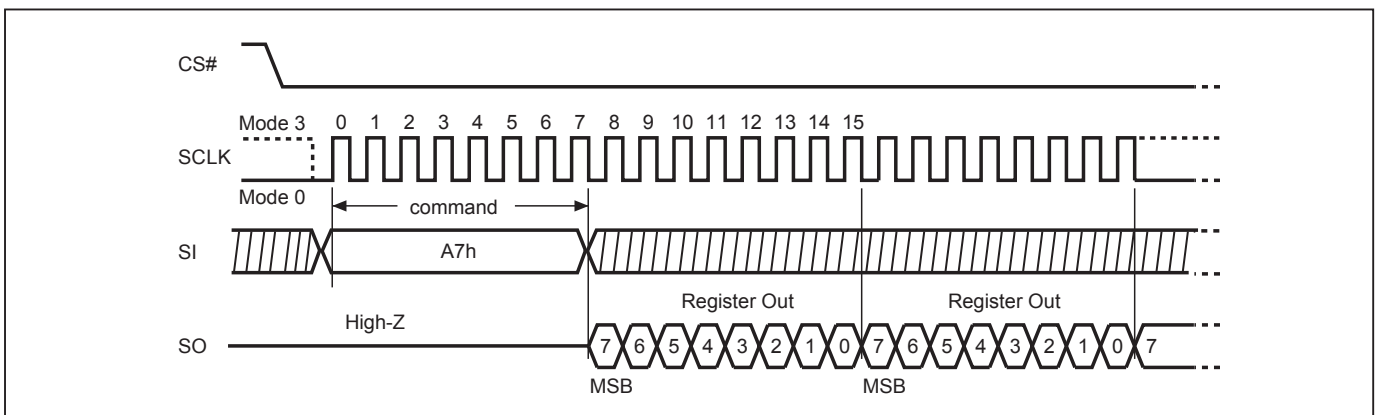 CS#
Mode 3 0 1 2 3 4 5 6 7 8 9 10 11 12 13 14 15
SCLK
Mode 0
command
SI A7h
Register Out Register Out
High-Z
SO 7 6 5 4 3 2 1 0 7 6 5 4 3 2 1 0 7
MSB MSB